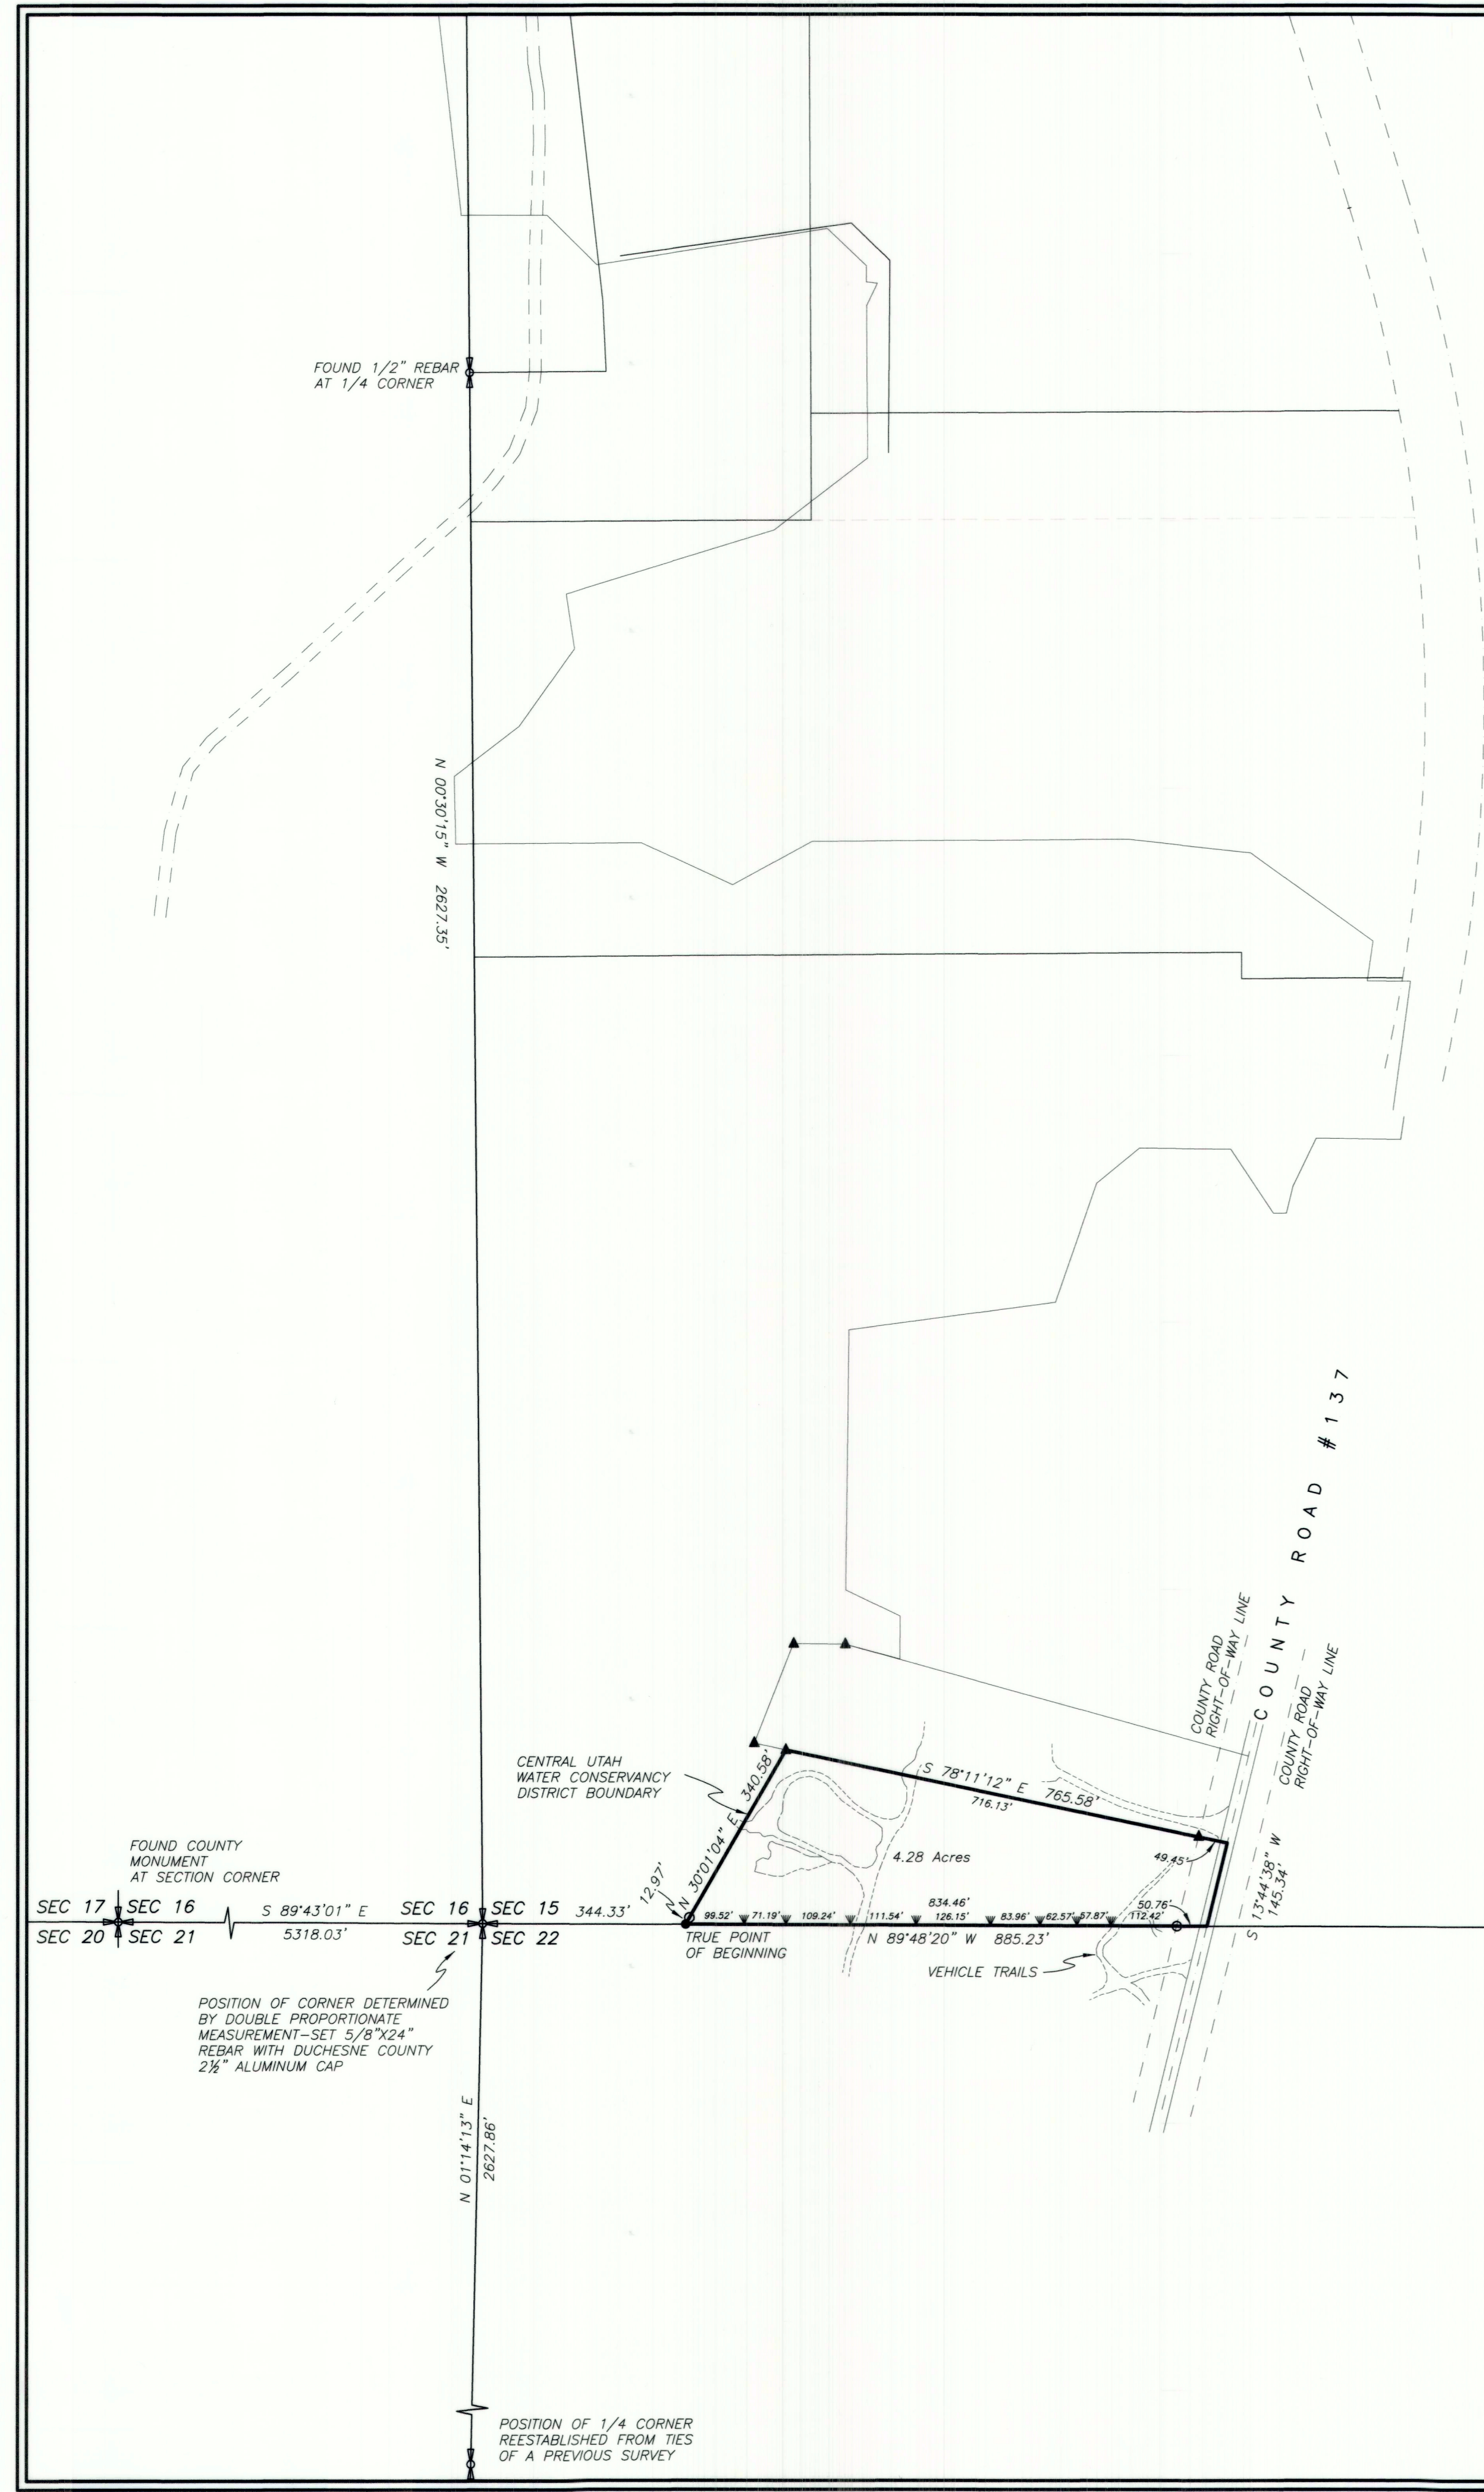 FOUND 1/2" REBAR
AT 1/4 CORNER
N 00°30'15" W 2627.35'
COUNTY ROAD #137
COUNTY ROAD
RIGHT-OF-WAY LINE
COUNTY ROAD
RIGHT-OF-WAY LINE
CENTRAL UTAH
WATER CONSERVANCY
DISTRICT BOUNDARY
N 30°01'04" E 340.58'
12.97'
S 78°11'12" E 765.58'
716.13'
49.45'
4.28 Acres
S 13°44'38" W
145.34'
FOUND COUNTY
MONUMENT
AT SECTION CORNER
SEC 17 SEC 16
SEC 20 SEC 21
S 89°43'01" E
5318.03'
SEC 16 SEC 15
SEC 21 SEC 22
344.33'
834.46'
50.76'
99.52' 71.19' 109.24' 111.54' 126.15' 83.96' 62.57' 57.87' 112.42'
TRUE POINT
OF BEGINNING
N 89°48'20" W 885.23'
VEHICLE TRAILS
POSITION OF CORNER DETERMINED
BY DOUBLE PROPORTIONATE
MEASUREMENT-SET 5/8"X24"
REBAR WITH DUCHESNE COUNTY
2½" ALUMINUM CAP
N 01°14'13" E
2627.86'
POSITION OF 1/4 CORNER
REESTABLISHED FROM TIES
OF A PREVIOUS SURVEY